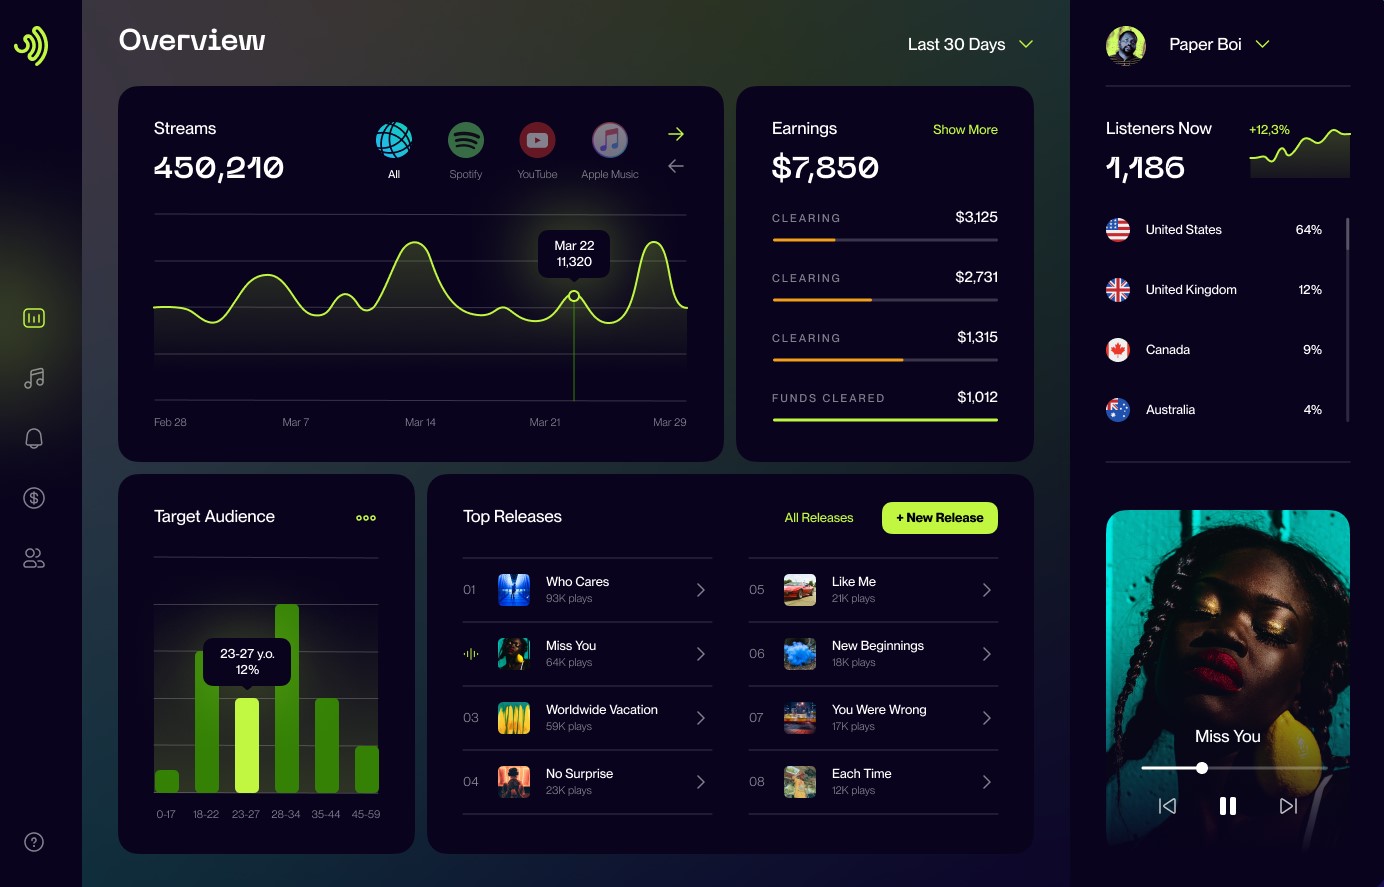 Overview
Last 30 Days
Paper Boi
Streams
450,210
All
Spotify
YouTube
Apple Music
Mar 22
11,320
Feb 28
Mar 7
Mar 14
Mar 21
Mar 29
Earnings
Show More
$7,850
CLEARING
$3,125
CLEARING
$2,731
CLEARING
$1,315
FUNDS CLEARED
$1,012
Listeners Now
+12,3%
1,186
United States
64%
United Kingdom
12%
Canada
9%
Australia
4%
Target Audience
23-27 y.o.
12%
0-17
18-22
23-27
28-34
35-44
45-59
Top Releases
All Releases
+ New Release
01
Who Cares
93K plays
Miss You
64K plays
03
Worldwide Vacation
59K plays
04
No Surprise
23K plays
05
Like Me
21K plays
06
New Beginnings
18K plays
07
You Were Wrong
17K plays
08
Each Time
12K plays
Miss You